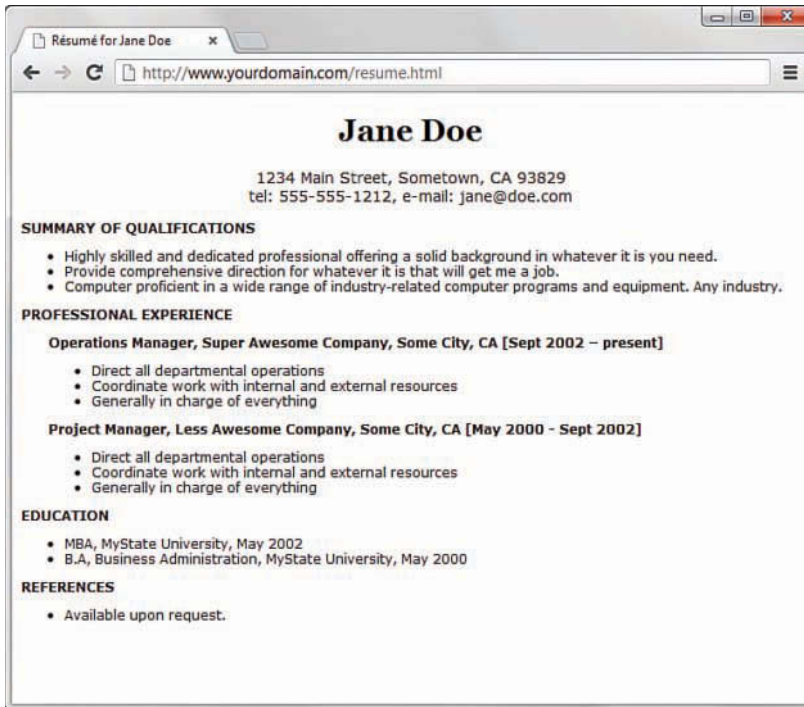 Résumé for Jane Doe
http://www.yourdomain.com/resume.html
Jane Doe
1234 Main Street, Sometown, CA 93829
tel: 555-555-1212, e-mail: jane@doe.com
SUMMARY OF QUALIFICATIONS
• Highly skilled and dedicated professional offering a solid background in whatever it is you need.
• Provide comprehensive direction for whatever it is that will get me a job.
• Computer proficient in a wide range of industry-related computer programs and equipment. Any industry.
PROFESSIONAL EXPERIENCE
Operations Manager, Super Awesome Company, Some City, CA [Sept 2002 – present]
• Direct all departmental operations
• Coordinate work with internal and external resources
• Generally in charge of everything
Project Manager, Less Awesome Company, Some City, CA [May 2000 - Sept 2002]
• Direct all departmental operations
• Coordinate work with internal and external resources
• Generally in charge of everything
EDUCATION
• MBA, MyState University, May 2002
• B.A, Business Administration, MyState University, May 2000
REFERENCES
• Available upon request.